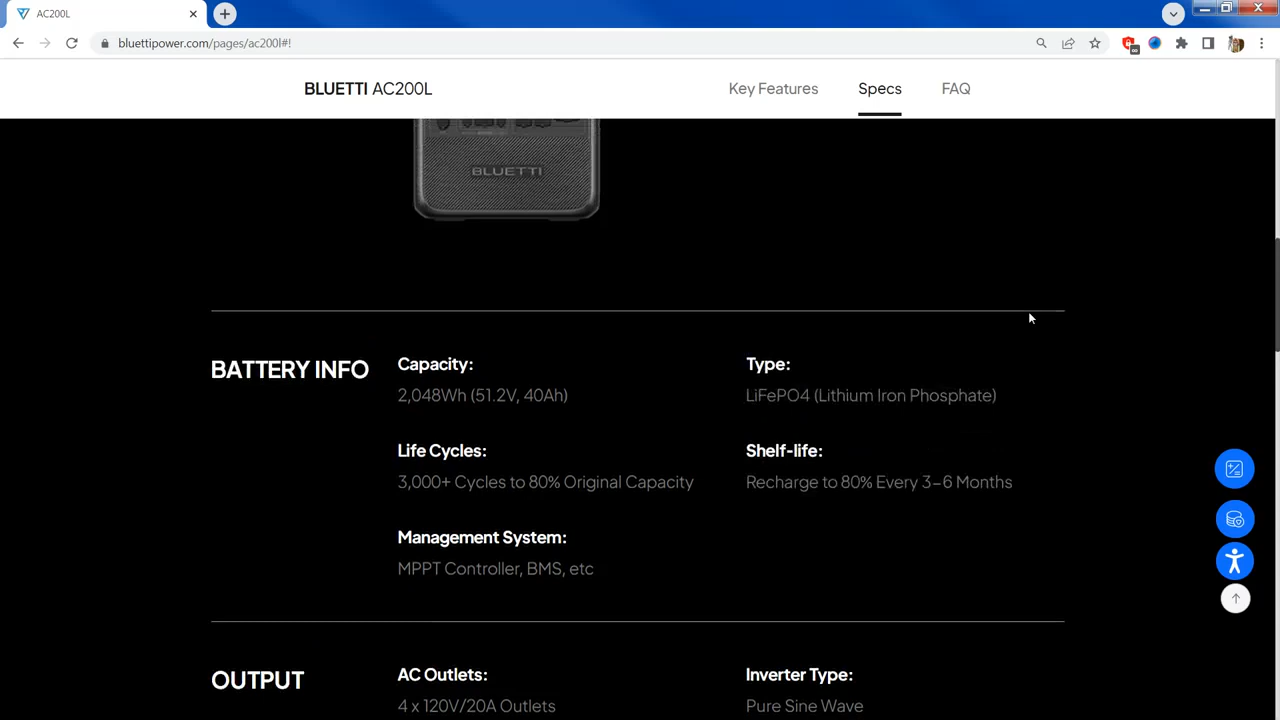 AC200L
bluettipower.com/pages/ac200l#!
BLUETTI AC200L
Key Features
Specs
FAQ
BLUETTI
BATTERY INFO
Capacity:
2,048Wh (51.2V, 40Ah)
Type:
LiFePO4 (Lithium Iron Phosphate)
Life Cycles:
3,000+ Cycles to 80% Original Capacity
Shelf-life:
Recharge to 80% Every 3–6 Months
Management System:
MPPT Controller, BMS, etc
OUTPUT
AC Outlets:
4 x 120V/20A Outlets
Inverter Type:
Pure Sine Wave